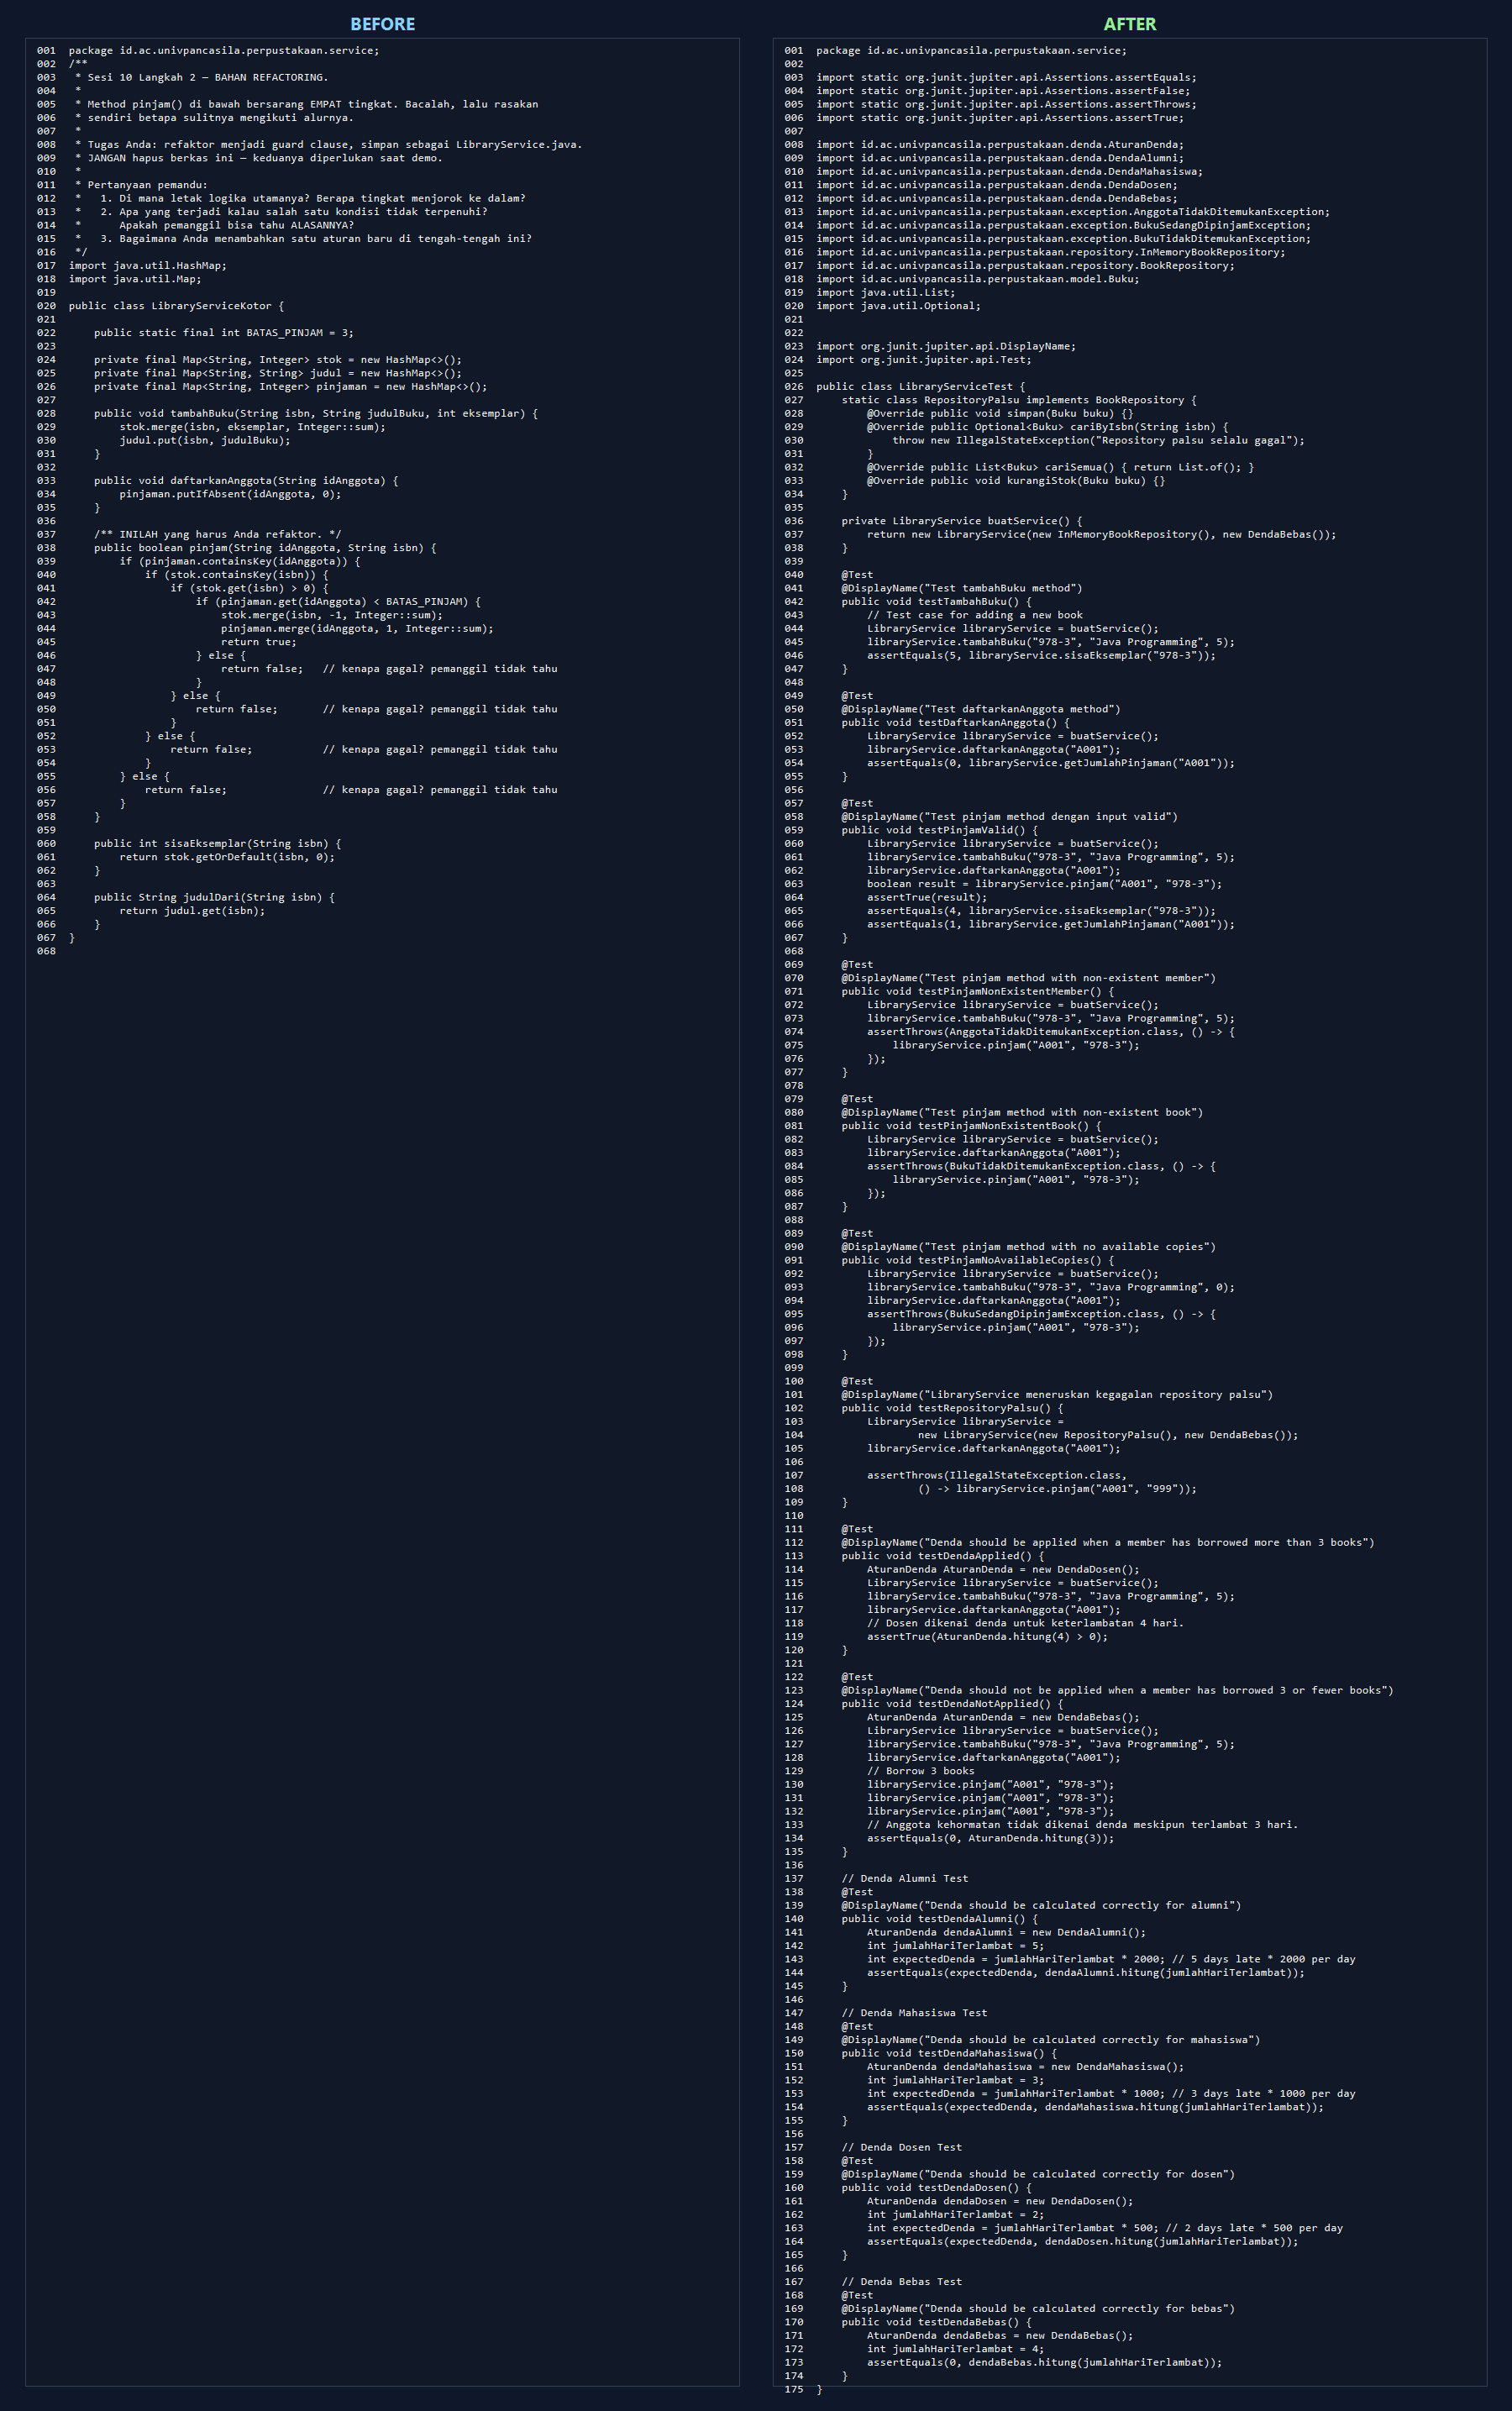 BEFORE
001  package id.ac.univpancasila.perpustakaan.service;
002  /**
003   * Sesi 10 Langkah 2 — BAHAN REFACTORING.
004   *
005   * Method pinjam() di bawah bersarang EMPAT tingkat. Bacalah, lalu rasakan
006   * sendiri betapa sulitnya mengikuti alurnya.
007   *
008   * Tugas Anda: refaktor menjadi guard clause, simpan sebagai LibraryService.java.
009   * JANGAN hapus berkas ini — keduanya diperlukan saat demo.
010   *
011   * Pertanyaan pemandu:
012   *   1. Di mana letak logika utamanya? Berapa tingkat menjorok ke dalam?
013   *   2. Apa yang terjadi kalau salah satu kondisi tidak terpenuhi?
014   *      Apakah pemanggil bisa tahu ALASANNYA?
015   *   3. Bagaimana Anda menambahkan satu aturan baru di tengah-tengah ini?
016   */
017  import java.util.HashMap;
018  import java.util.Map;
019
020  public class LibraryServiceKotor {
021
022      public static final int BATAS_PINJAM = 3;
023
024      private final Map<String, Integer> stok = new HashMap<>();
025      private final Map<String, String> judul = new HashMap<>();
026      private final Map<String, Integer> pinjaman = new HashMap<>();
027
028      public void tambahBuku(String isbn, String judulBuku, int eksemplar) {
029          stok.merge(isbn, eksemplar, Integer::sum);
030          judul.put(isbn, judulBuku);
031      }
032
033      public void daftarkanAnggota(String idAnggota) {
034          pinjaman.putIfAbsent(idAnggota, 0);
035      }
036
037      /** INILAH yang harus Anda refaktor. */
038      public boolean pinjam(String idAnggota, String isbn) {
039          if (pinjaman.containsKey(idAnggota)) {
040              if (stok.containsKey(isbn)) {
041                  if (stok.get(isbn) > 0) {
042                      if (pinjaman.get(idAnggota) < BATAS_PINJAM) {
043                          stok.merge(isbn, -1, Integer::sum);
044                          pinjaman.merge(idAnggota, 1, Integer::sum);
045                          return true;
046                      } else {
047                          return false;   // kenapa gagal? pemanggil tidak tahu
048                      }
049                  } else {
050                      return false;       // kenapa gagal? pemanggil tidak tahu
051                  }
052              } else {
053                  return false;           // kenapa gagal? pemanggil tidak tahu
054              }
055          } else {
056              return false;               // kenapa gagal? pemanggil tidak tahu
057          }
058      }
059
060      public int sisaEksemplar(String isbn) {
061          return stok.getOrDefault(isbn, 0);
062      }
063
064      public String judulDari(String isbn) {
065          return judul.get(isbn);
066      }
067  }
068
AFTER
001  package id.ac.univpancasila.perpustakaan.service;
002
003  import static org.junit.jupiter.api.Assertions.assertEquals;
004  import static org.junit.jupiter.api.Assertions.assertFalse;
005  import static org.junit.jupiter.api.Assertions.assertThrows;
006  import static org.junit.jupiter.api.Assertions.assertTrue;
007
008  import id.ac.univpancasila.perpustakaan.denda.AturanDenda;
009  import id.ac.univpancasila.perpustakaan.denda.DendaAlumni;
010  import id.ac.univpancasila.perpustakaan.denda.DendaMahasiswa;
011  import id.ac.univpancasila.perpustakaan.denda.DendaDosen;
012  import id.ac.univpancasila.perpustakaan.denda.DendaBebas;
013  import id.ac.univpancasila.perpustakaan.exception.AnggotaTidakDitemukanException;
014  import id.ac.univpancasila.perpustakaan.exception.BukuSedangDipinjamException;
015  import id.ac.univpancasila.perpustakaan.exception.BukuTidakDitemukanException;
016  import id.ac.univpancasila.perpustakaan.repository.InMemoryBookRepository;
017  import id.ac.univpancasila.perpustakaan.repository.BookRepository;
018  import id.ac.univpancasila.perpustakaan.model.Buku;
019  import java.util.List;
020  import java.util.Optional;
021
022
023  import org.junit.jupiter.api.DisplayName;
024  import org.junit.jupiter.api.Test;
025
026  public class LibraryServiceTest {
027      static class RepositoryPalsu implements BookRepository {
028          @Override public void simpan(Buku buku) {}
029          @Override public Optional<Buku> cariByIsbn(String isbn) {
030              throw new IllegalStateException("Repository palsu selalu gagal");
031          }
032          @Override public List<Buku> cariSemua() { return List.of(); }
033          @Override public void kurangiStok(Buku buku) {}
034      }
035
036      private LibraryService buatService() {
037          return new LibraryService(new InMemoryBookRepository(), new DendaBebas());
038      }
039
040      @Test
041      @DisplayName("Test tambahBuku method")
042      public void testTambahBuku() {
043          // Test case for adding a new book
044          LibraryService libraryService = buatService();
045          libraryService.tambahBuku("978-3", "Java Programming", 5);
046          assertEquals(5, libraryService.sisaEksemplar("978-3"));
047      }
048
049      @Test
050      @DisplayName("Test daftarkanAnggota method")
051      public void testDaftarkanAnggota() {
052          LibraryService libraryService = buatService();
053          libraryService.daftarkanAnggota("A001");
054          assertEquals(0, libraryService.getJumlahPinjaman("A001"));
055      }
056
057      @Test
058      @DisplayName("Test pinjam method dengan input valid")
059      public void testPinjamValid() {
060          LibraryService libraryService = buatService();
061          libraryService.tambahBuku("978-3", "Java Programming", 5);
062          libraryService.daftarkanAnggota("A001");
063          boolean result = libraryService.pinjam("A001", "978-3");
064          assertTrue(result);
065          assertEquals(4, libraryService.sisaEksemplar("978-3"));
066          assertEquals(1, libraryService.getJumlahPinjaman("A001"));
067      }
068
069      @Test
070      @DisplayName("Test pinjam method with non-existent member")
071      public void testPinjamNonExistentMember() {
072          LibraryService libraryService = buatService();
073          libraryService.tambahBuku("978-3", "Java Programming", 5);
074          assertThrows(AnggotaTidakDitemukanException.class, () -> {
075              libraryService.pinjam("A001", "978-3");
076          });
077      }
078
079      @Test
080      @DisplayName("Test pinjam method with non-existent book")
081      public void testPinjamNonExistentBook() {
082          LibraryService libraryService = buatService();
083          libraryService.daftarkanAnggota("A001");
084          assertThrows(BukuTidakDitemukanException.class, () -> {
085              libraryService.pinjam("A001", "978-3");
086          });
087      }
088
089      @Test
090      @DisplayName("Test pinjam method with no available copies")
091      public void testPinjamNoAvailableCopies() {
092          LibraryService libraryService = buatService();
093          libraryService.tambahBuku("978-3", "Java Programming", 0);
094          libraryService.daftarkanAnggota("A001");
095          assertThrows(BukuSedangDipinjamException.class, () -> {
096              libraryService.pinjam("A001", "978-3");
097          });
098      }
099
100      @Test
101      @DisplayName("LibraryService meneruskan kegagalan repository palsu")
102      public void testRepositoryPalsu() {
103          LibraryService libraryService =
104                  new LibraryService(new RepositoryPalsu(), new DendaBebas());
105          libraryService.daftarkanAnggota("A001");
106
107          assertThrows(IllegalStateException.class,
108                  () -> libraryService.pinjam("A001", "999"));
109      }
110
111      @Test
112      @DisplayName("Denda should be applied when a member has borrowed more than 3 books")
113      public void testDendaApplied() {
114          AturanDenda AturanDenda = new DendaDosen();
115          LibraryService libraryService = buatService();
116          libraryService.tambahBuku("978-3", "Java Programming", 5);
117          libraryService.daftarkanAnggota("A001");
118          // Dosen dikenai denda untuk keterlambatan 4 hari.
119          assertTrue(AturanDenda.hitung(4) > 0);
120      }
121
122      @Test
123      @DisplayName("Denda should not be applied when a member has borrowed 3 or fewer books")
124      public void testDendaNotApplied() {
125          AturanDenda AturanDenda = new DendaBebas();
126          LibraryService libraryService = buatService();
127          libraryService.tambahBuku("978-3", "Java Programming", 5);
128          libraryService.daftarkanAnggota("A001");
129          // Borrow 3 books
130          libraryService.pinjam("A001", "978-3");
131          libraryService.pinjam("A001", "978-3");
132          libraryService.pinjam("A001", "978-3");
133          // Anggota kehormatan tidak dikenai denda meskipun terlambat 3 hari.
134          assertEquals(0, AturanDenda.hitung(3));
135      }
136
137      // Denda Alumni Test
138      @Test
139      @DisplayName("Denda should be calculated correctly for alumni")
140      public void testDendaAlumni() {
141          AturanDenda dendaAlumni = new DendaAlumni();
142          int jumlahHariTerlambat = 5;
143          int expectedDenda = jumlahHariTerlambat * 2000; // 5 days late * 2000 per day
144          assertEquals(expectedDenda, dendaAlumni.hitung(jumlahHariTerlambat));
145      }
146
147      // Denda Mahasiswa Test
148      @Test
149      @DisplayName("Denda should be calculated correctly for mahasiswa")
150      public void testDendaMahasiswa() {
151          AturanDenda dendaMahasiswa = new DendaMahasiswa();
152          int jumlahHariTerlambat = 3;
153          int expectedDenda = jumlahHariTerlambat * 1000; // 3 days late * 1000 per day
154          assertEquals(expectedDenda, dendaMahasiswa.hitung(jumlahHariTerlambat));
155      }
156
157      // Denda Dosen Test
158      @Test
159      @DisplayName("Denda should be calculated correctly for dosen")
160      public void testDendaDosen() {
161          AturanDenda dendaDosen = new DendaDosen();
162          int jumlahHariTerlambat = 2;
163          int expectedDenda = jumlahHariTerlambat * 500; // 2 days late * 500 per day
164          assertEquals(expectedDenda, dendaDosen.hitung(jumlahHariTerlambat));
165      }
166
167      // Denda Bebas Test
168      @Test
169      @DisplayName("Denda should be calculated correctly for bebas")
170      public void testDendaBebas() {
171          AturanDenda dendaBebas = new DendaBebas();
172          int jumlahHariTerlambat = 4;
173          assertEquals(0, dendaBebas.hitung(jumlahHariTerlambat));
174      }
175  }